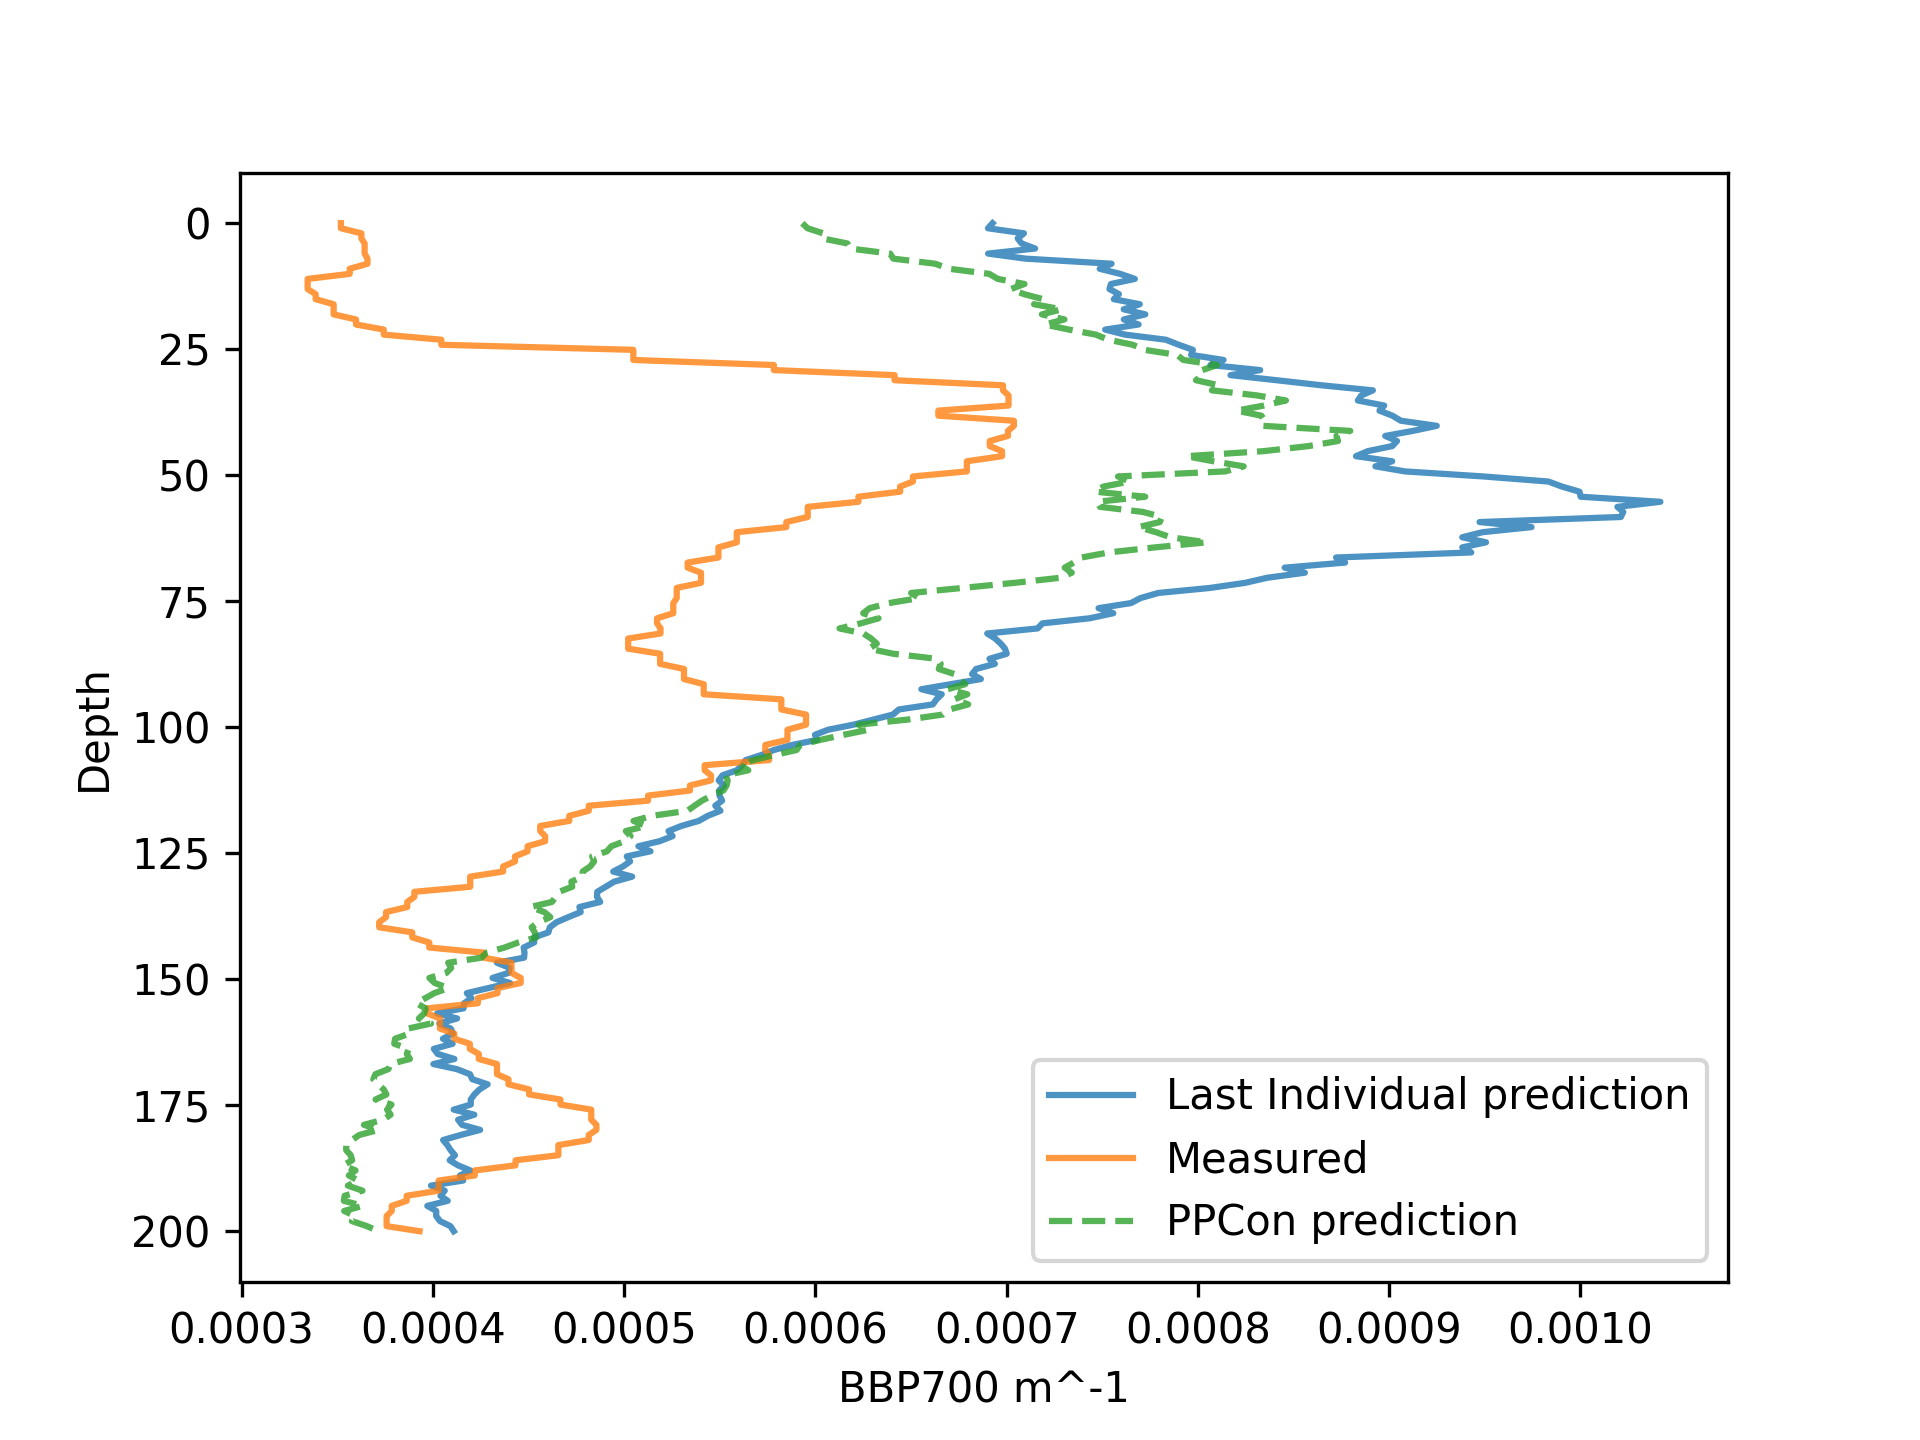 0
25
50
75
100
125
150
175
200
Depth
0.0003 0.0004 0.0005 0.0006 0.0007 0.0008 0.0009 0.0010
BBP700 m^-1
Last Individual prediction
Measured
PPCon prediction